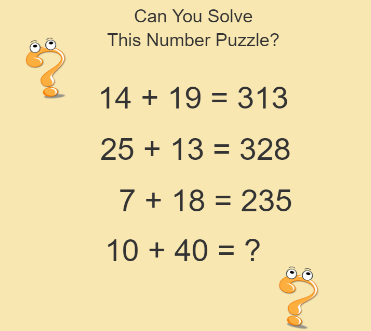 Can You Solve
This Number Puzzle?
14 + 19 = 313
25 + 13 = 328
7 + 18 = 235
10 + 40 = ?